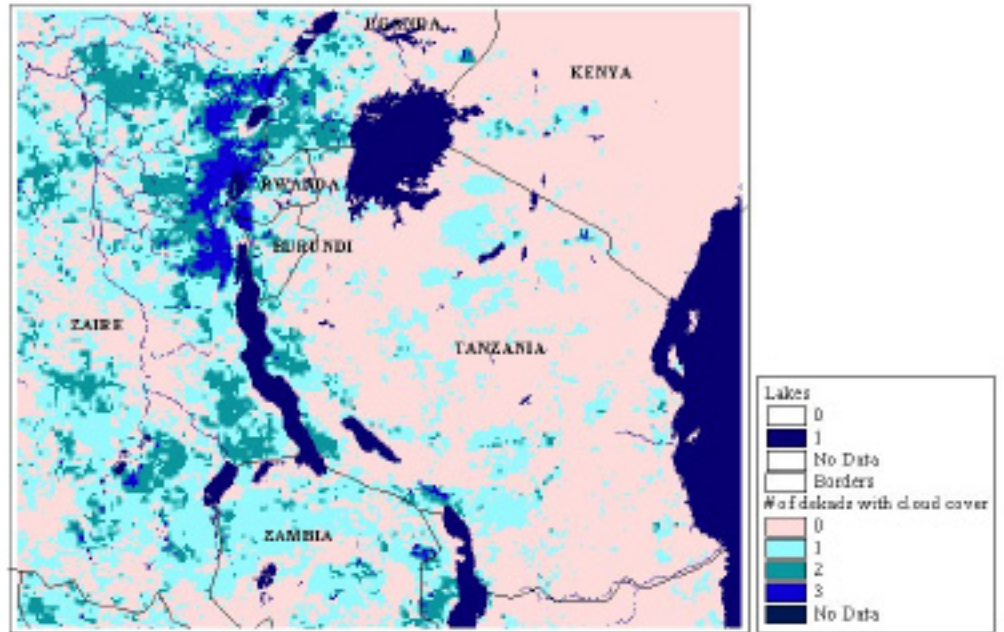 UGANDA
KENYA
RWANDA
BURUNDI
ZAIRE
TANZANIA
ZAMBIA
Lakes
0
1
No Data
Borders
# of dekads with cloud cover
0
1
2
3
No Data